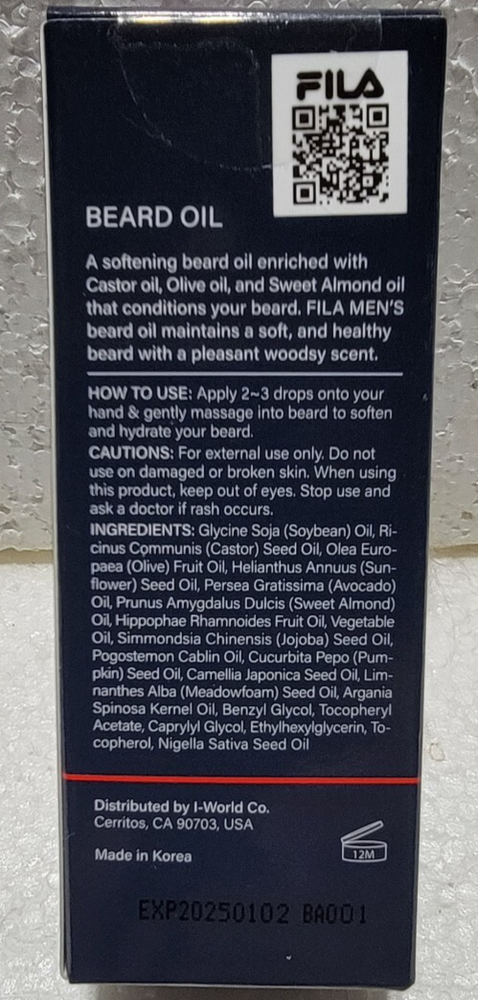 FILA
BEARD OIL
A softening beard oil enriched with
Castor oil, Olive oil, and Sweet Almond oil
that conditions your beard. FILA MEN'S
beard oil maintains a soft, and healthy
beard with a pleasant woodsy scent.
HOW TO USE: Apply 2~3 drops onto your
hand & gently massage into beard to soften
and hydrate your beard.
CAUTIONS: For external use only. Do not
use on damaged or broken skin. When using
this product, keep out of eyes. Stop use and
ask a doctor if rash occurs.
INGREDIENTS: Glycine Soja (Soybean) Oil, Ri-
cinus Communis (Castor) Seed Oil, Olea Euro-
paea (Olive) Fruit Oil, Helianthus Annuus (Sun-
flower) Seed Oil, Persea Gratissima (Avocado)
Oil, Prunus Amygdalus Dulcis (Sweet Almond)
Oil, Hippophae Rhamnoides Fruit Oil, Vegetable
Oil, Simmondsia Chinensis (Jojoba) Seed Oil,
Pogostemon Cablin Oil, Cucurbita Pepo (Pum-
pkin) Seed Oil, Camellia Japonica Seed Oil, Lim-
nanthes Alba (Meadowfoam) Seed Oil, Argania
Spinosa Kernel Oil, Benzyl Glycol, Tocopheryl
Acetate, Caprylyl Glycol, Ethylhexylglycerin, To-
copherol, Nigella Sativa Seed Oil
Distributed by I-World Co.
Cerritos, CA 90703, USA
Made in Korea
12M
EXP20250102 BA001